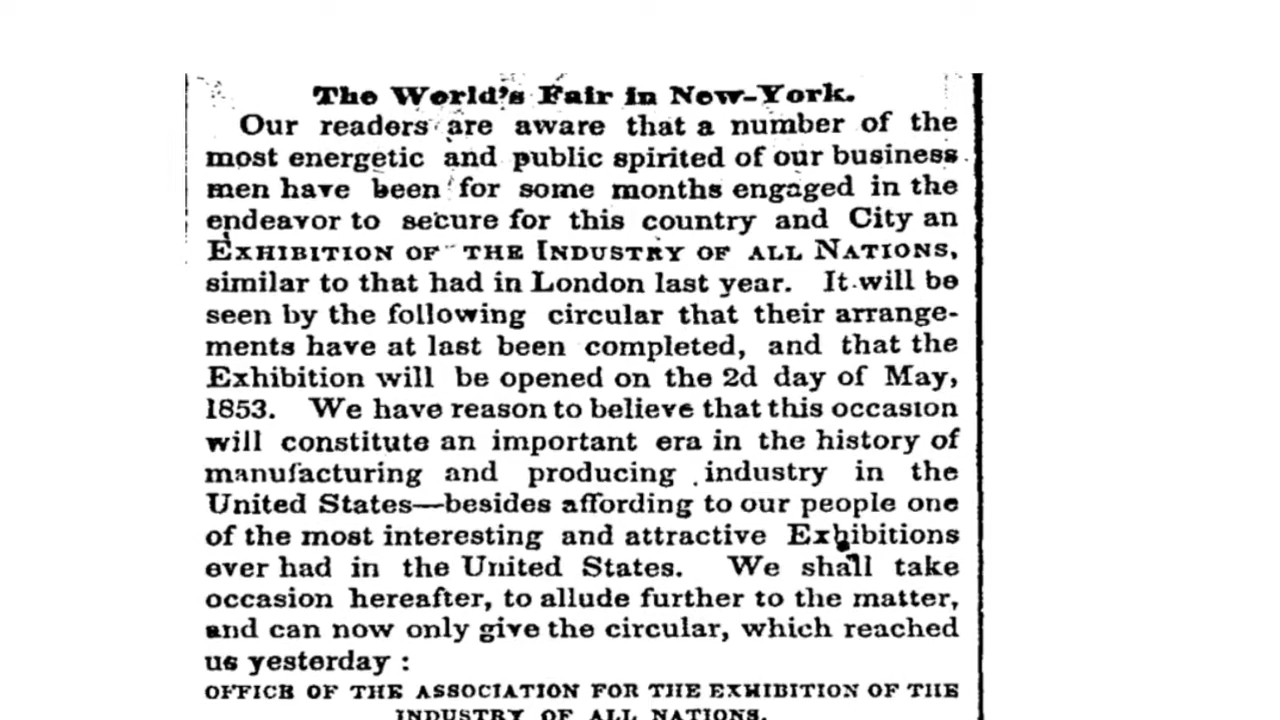 The World's Fair in New-York.
Our readers are aware that a number of the
most energetic and public spirited of our business
men have been for some months engaged in the
endeavor to secure for this country and City an
EXHIBITION OF THE INDUSTRY OF ALL NATIONS,
similar to that had in London last year. It will be
seen by the following circular that their arrange-
ments have at last been completed, and that the
Exhibition will be opened on the 2d day of May,
1853. We have reason to believe that this occasion
will constitute an important era in the history of
manufacturing and producing industry in the
United States—besides affording to our people one
of the most interesting and attractive Exhibitions
ever had in the United States. We shall take
occasion hereafter, to allude further to the matter,
and can now only give the circular, which reached
us yesterday :
OFFICE OF THE ASSOCIATION FOR THE EXHIBITION OF THE
INDUSTRY OF ALL NATIONS.